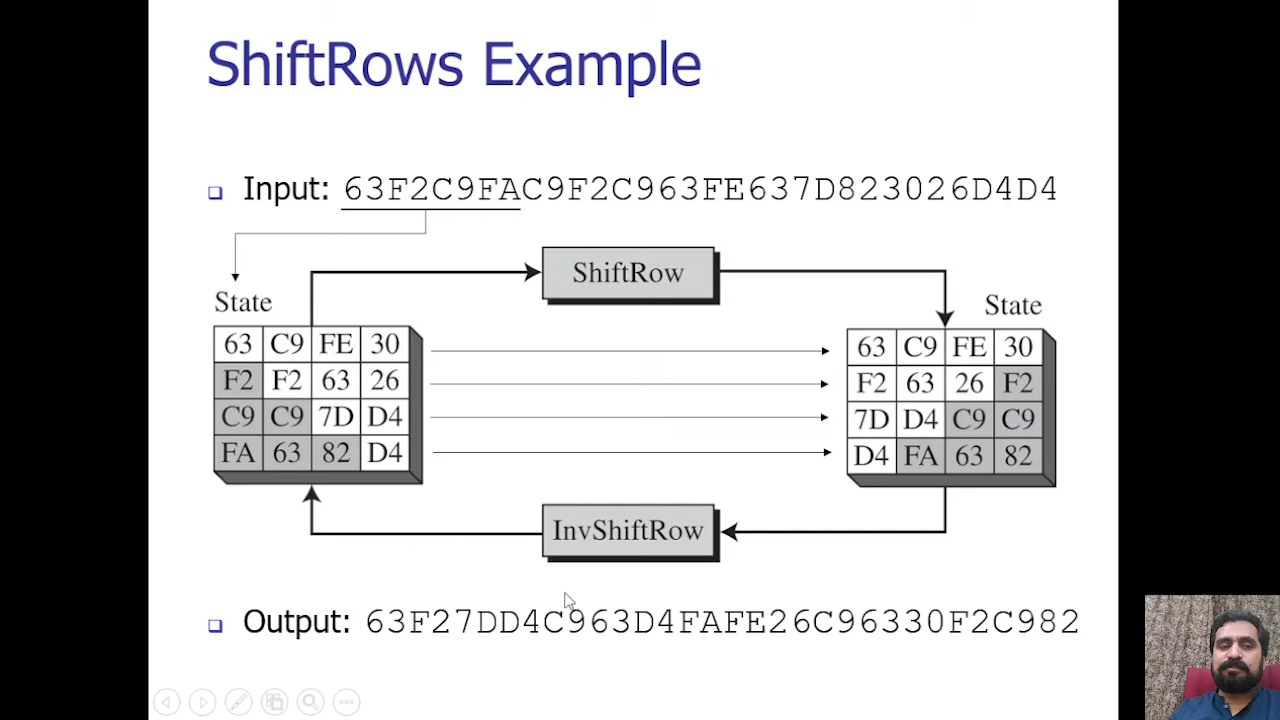 ShiftRows Example
Input: 63F2C9FAC9F2C963FE637D823026D4D4
ShiftRow
State
State
63 C9 FE 30
F2 F2 63 26
C9 C9 7D D4
FA 63 82 D4
63 C9 FE 30
F2 63 26 F2
7D D4 C9 C9
D4 FA 63 82
InvShiftRow
Output: 63F27DD4C963D4FAFE26C96330F2C982